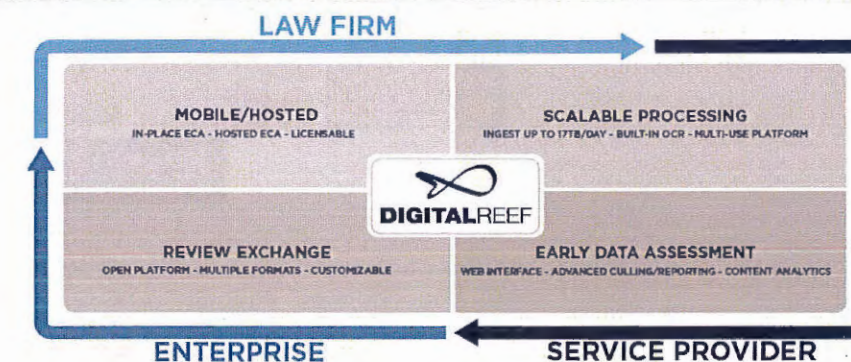 LAW FIRM
MOBILE/HOSTED
IN-PLACE ECA - HOSTED ECA - LICENSABLE
SCALABLE PROCESSING
INGEST UP TO 17TB/DAY - BUILT-IN OCR - MULTI-USE PLATFORM
DIGITALREEF
REVIEW EXCHANGE
OPEN PLATFORM - MULTIPLE FORMATS - CUSTOMIZABLE
EARLY DATA ASSESSMENT
WEB INTERFACE - ADVANCED CULLING/REPORTING - CONTENT ANALYTICS
ENTERPRISE
SERVICE PROVIDER